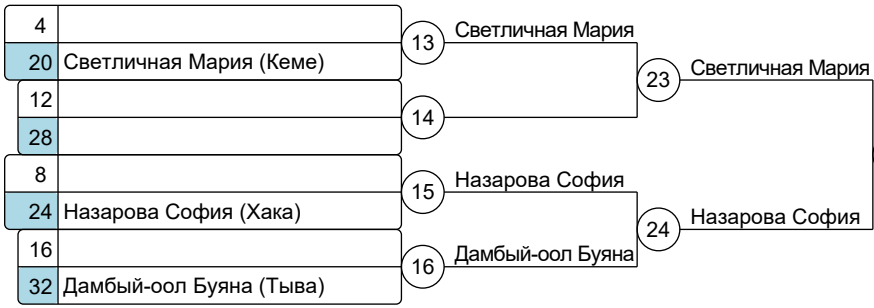 4
20 Светличная Мария (Кеме)
12
28
8
24 Назарова София (Хака)
16
32 Дамбый-оол Буяна (Тыва)
13
14
15
16
Светличная Мария
Назарова София
Дамбый-оол Буяна
23
24
Светличная Мария
Назарова София